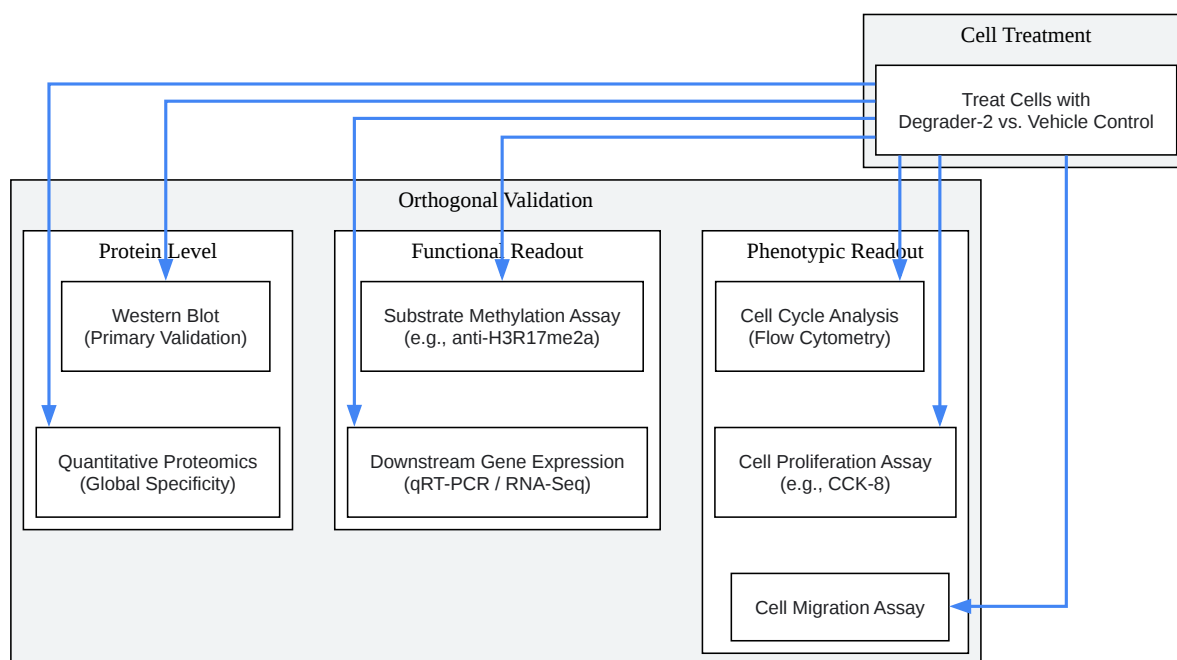 Cell Treatment
Treat Cells with
Degrader-2 vs. Vehicle Control
Orthogonal Validation
Protein Level
Western Blot
(Primary Validation)
Quantitative Proteomics
(Global Specificity)
Functional Readout
Substrate Methylation Assay
(e.g., anti-H3R17me2a)
Downstream Gene Expression
(qRT-PCR / RNA-Seq)
Phenotypic Readout
Cell Cycle Analysis
(Flow Cytometry)
Cell Proliferation Assay
(e.g., CCK-8)
Cell Migration Assay